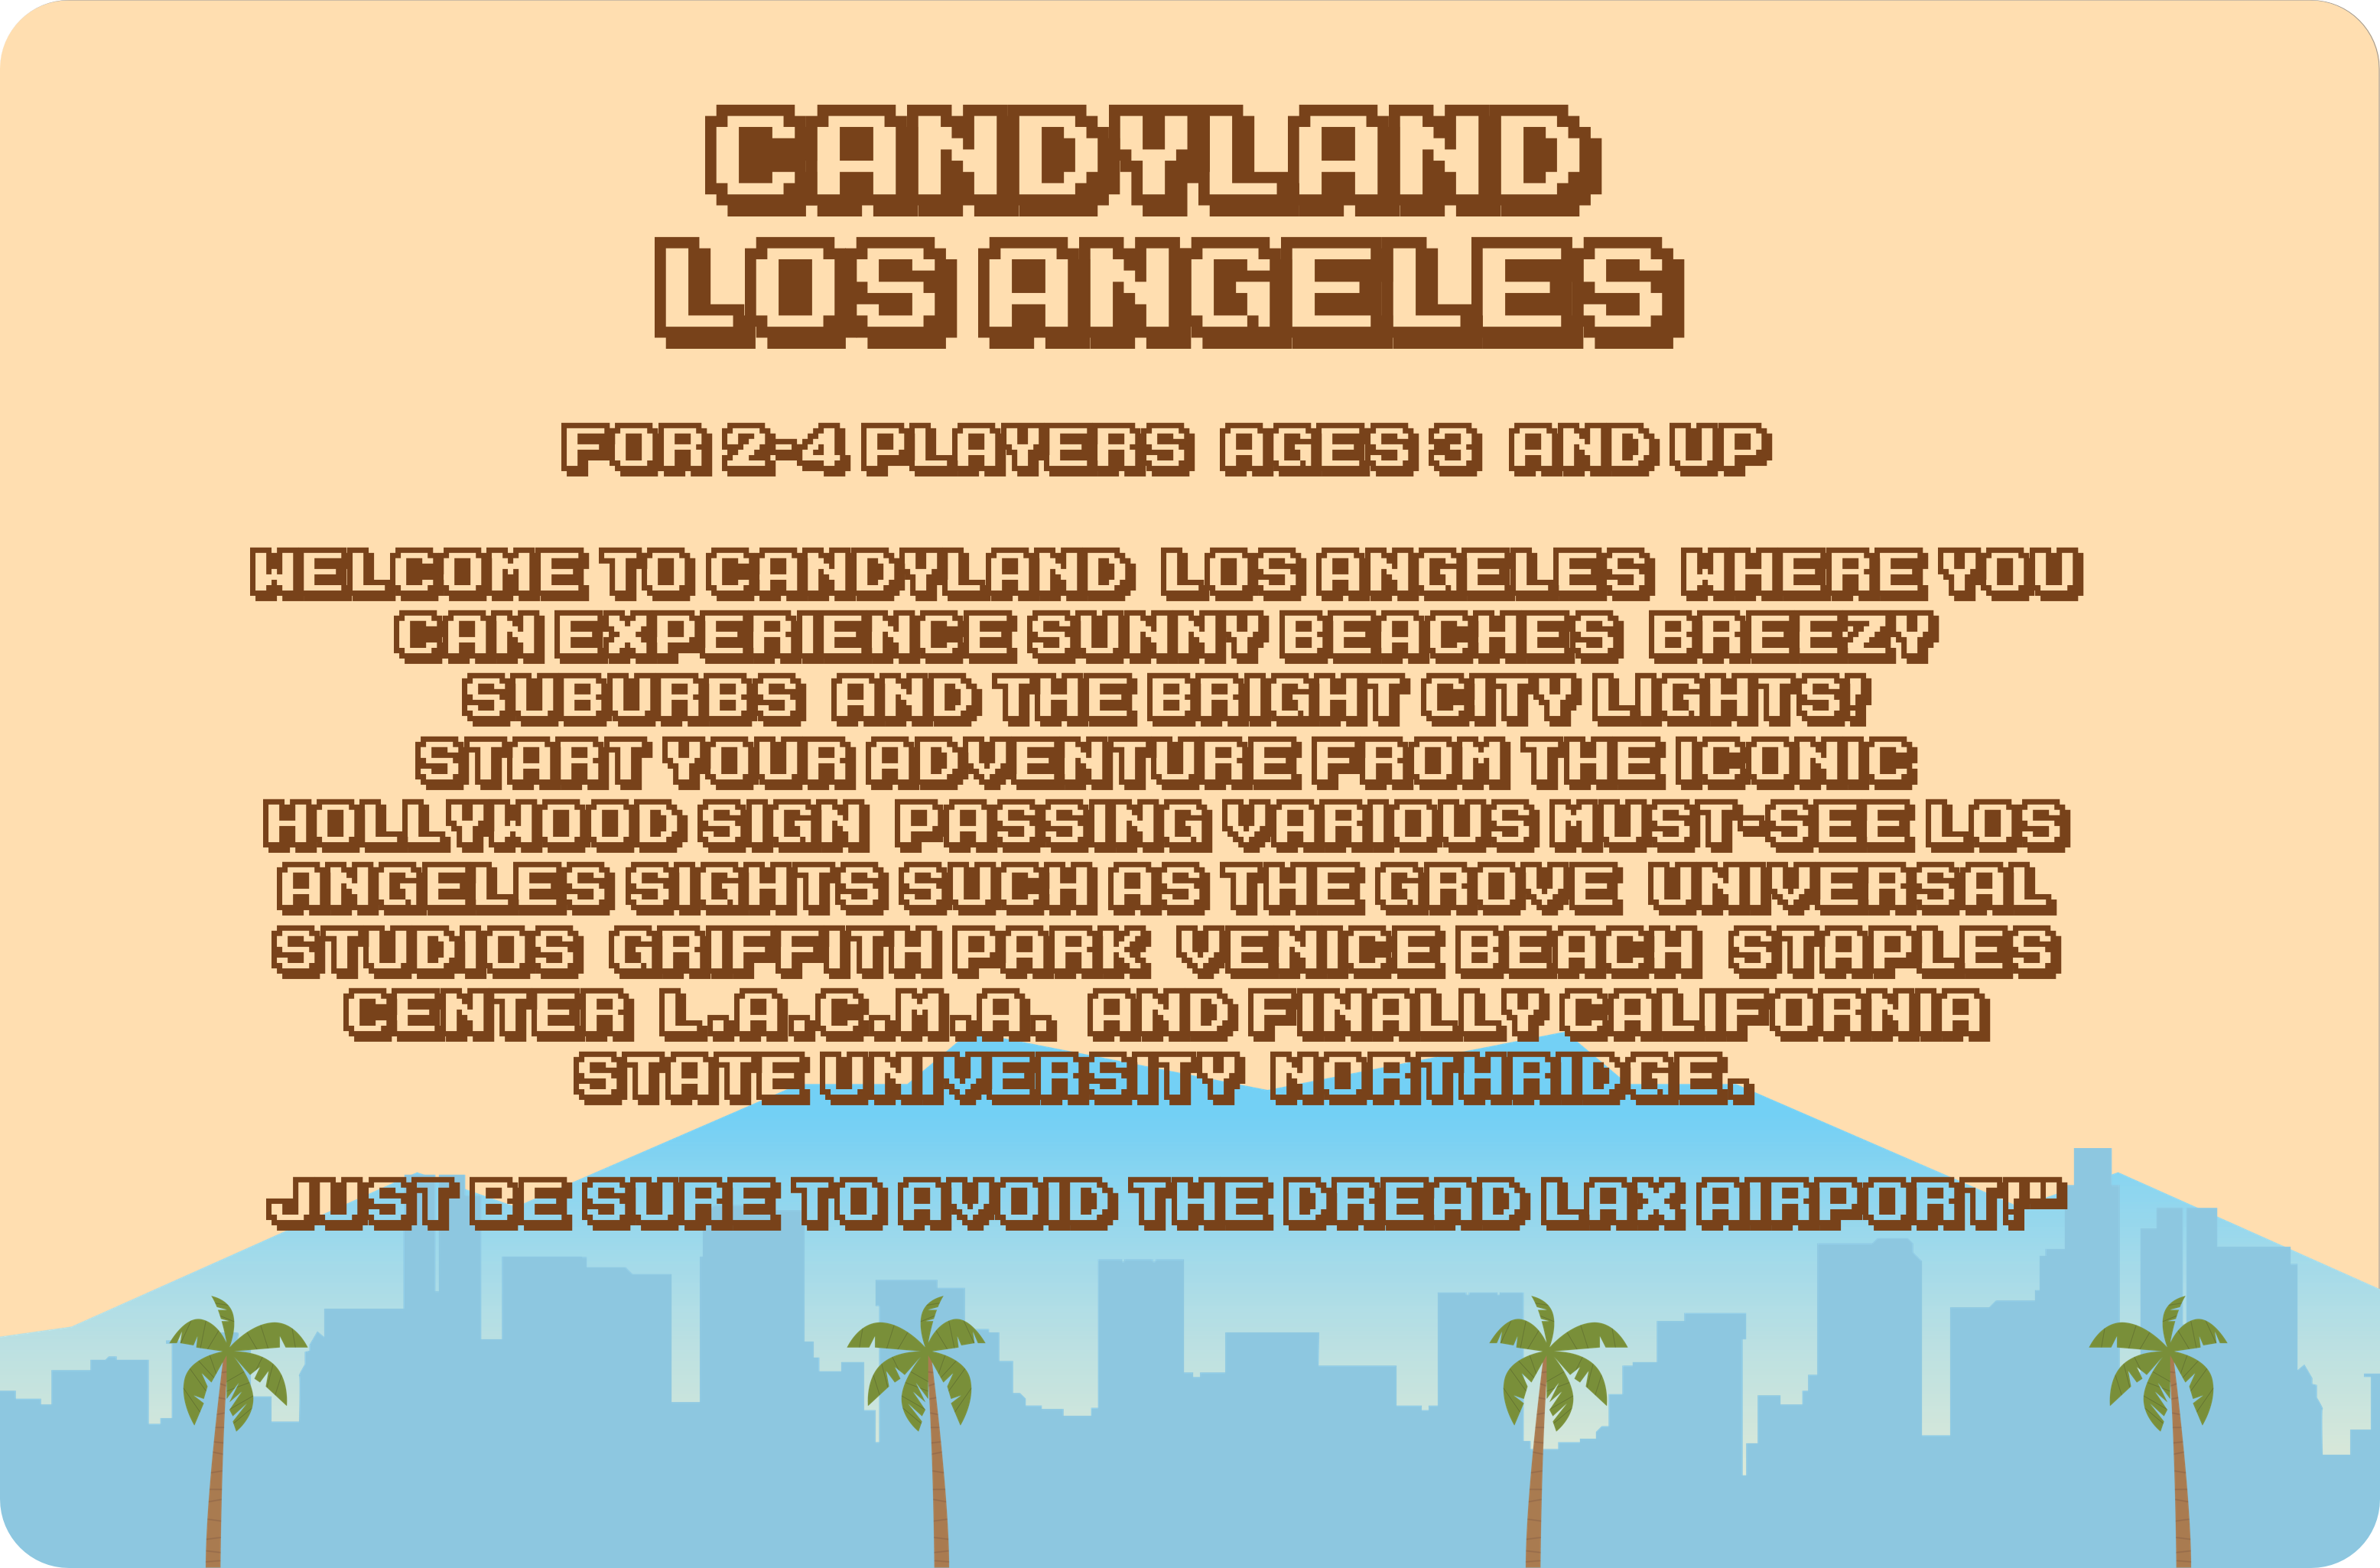 CANDYLAND
LOS ANGELES
FOR 2-4 PLAYERS AGES 3 AND UP
WELCOME TO CANDYLAND LOS ANGELES WHERE YOU
CAN EXPERIENCE SUNNY BEACHES BREEZY
SUBURBS AND THE BRIGHT CITY LIGHTS!
START YOUR ADVENTURE FROM THE ICONIC
HOLLYWOOD SIGN PASSING VARIOUS MUST-SEE LOS
ANGELES SIGHTS SUCH AS THE GROVE UNIVERSAL
STUDIOS GRIFFITH PARK VENICE BEACH STAPLES
CENTER L.A.C.M.A. AND FINALLY CALIFORNIA
STATE UNIVERSITY NORTHRIDGE.
JUST BE SURE TO AVOID THE DREAD LAX AIRPORT!"